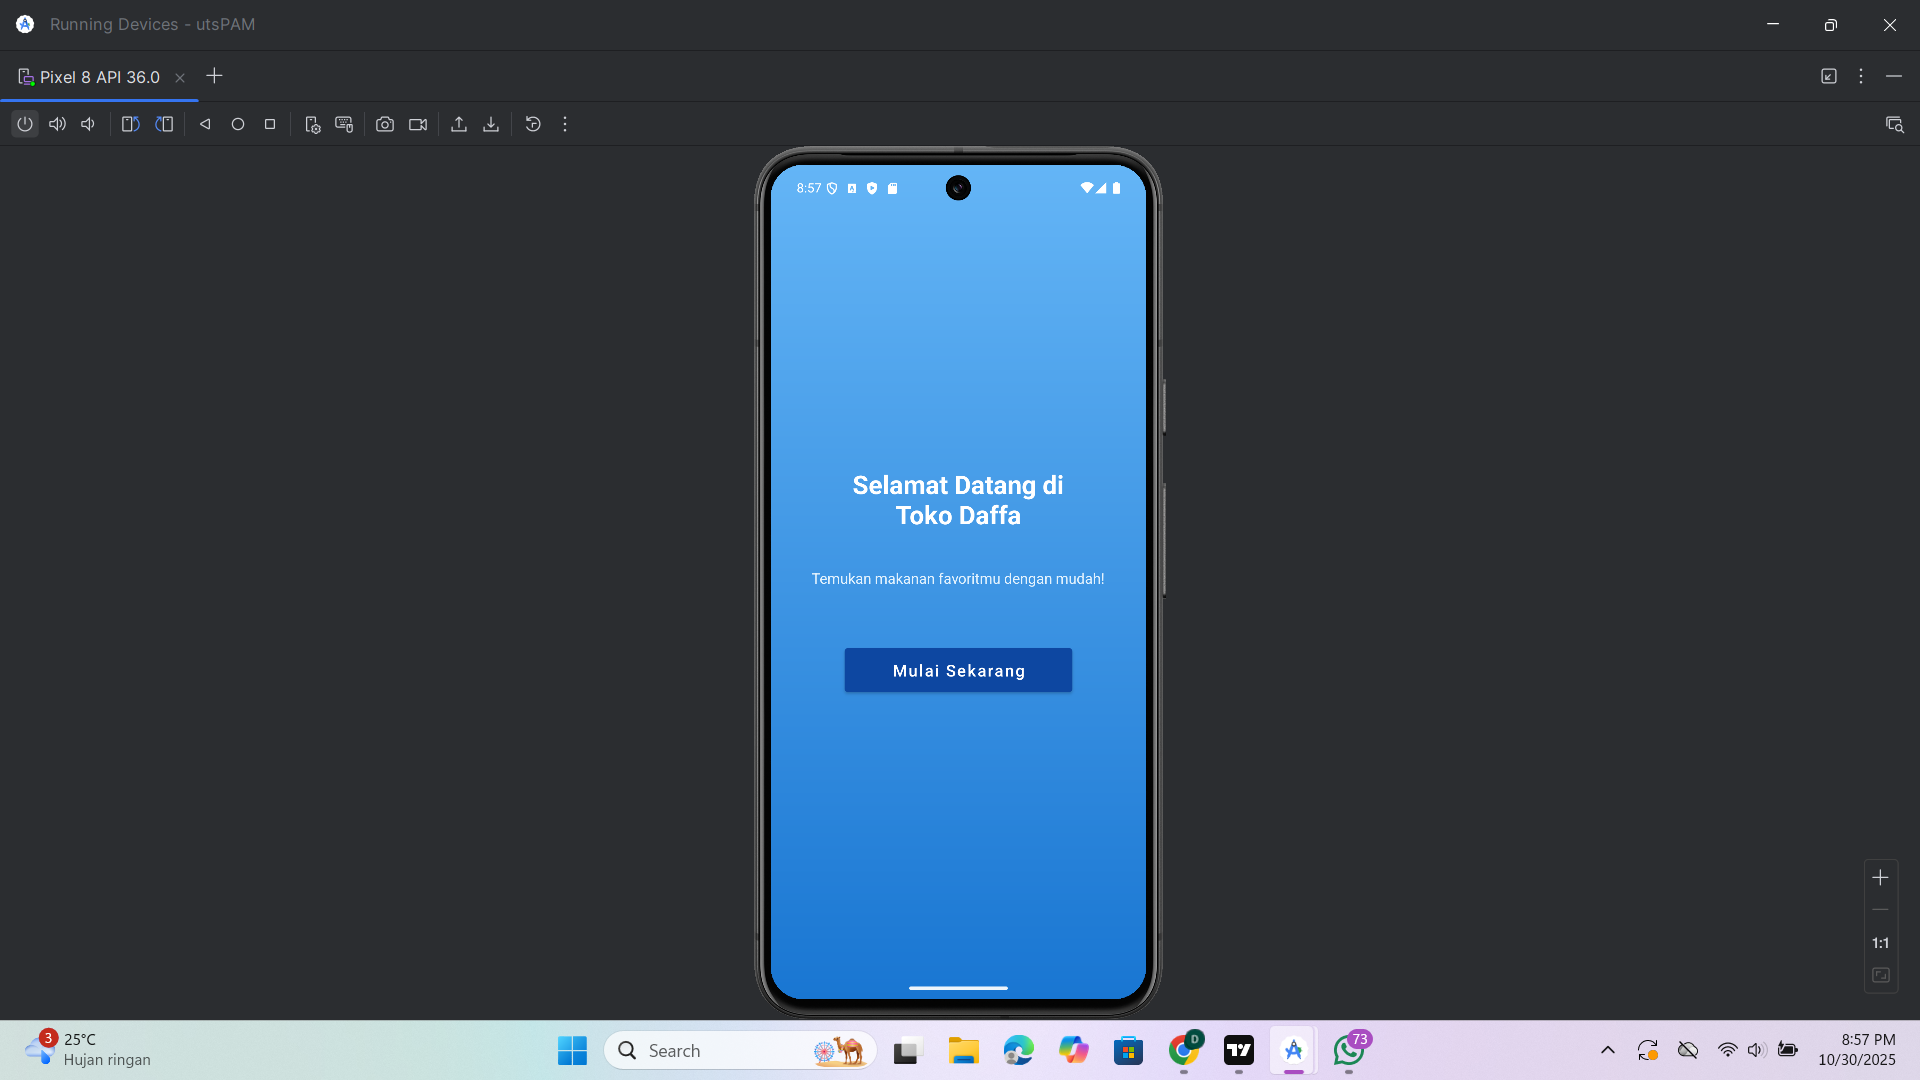 Running Devices - utsPAM
Pixel 8 API 36.0
8:57
Selamat Datang di
Toko Daffa
Temukan makanan favoritmu dengan mudah!
Mulai Sekarang
1:1
3
25°C
Hujan ringan
Search
D
73
8:57 PM
10/30/2025